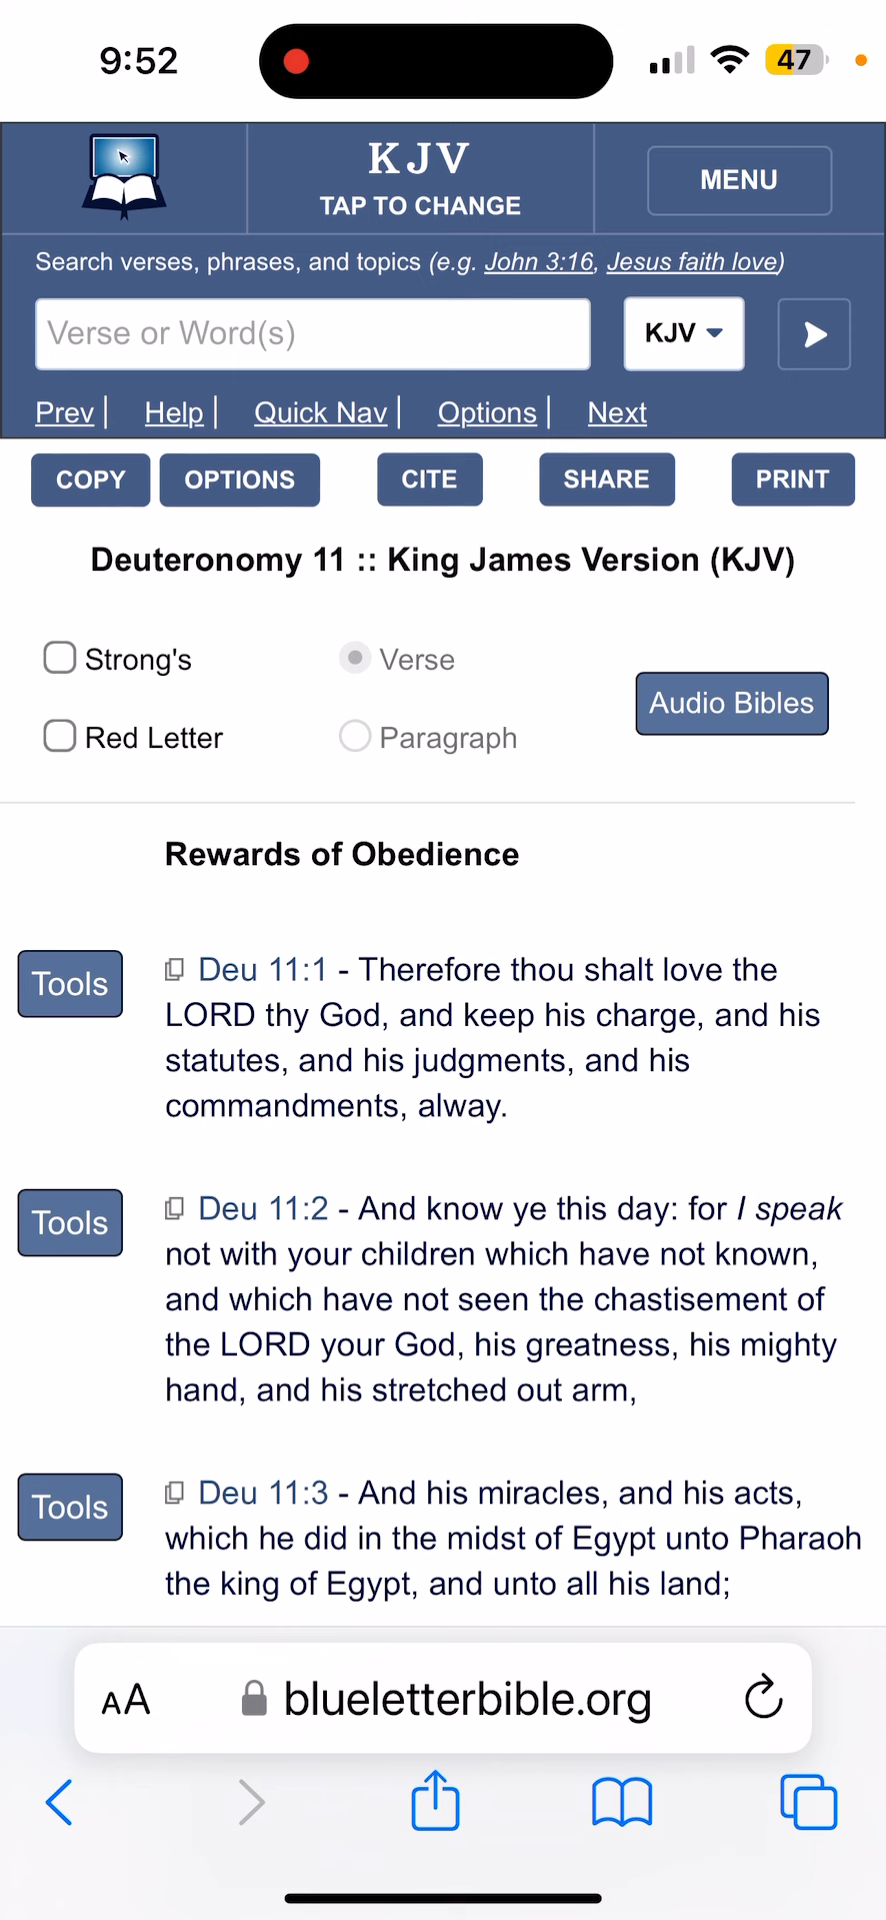 9:52
47
KJV
TAP TO CHANGE
MENU
Search verses, phrases, and topics (e.g. John 3:16, Jesus faith love)
Verse or Word(s)
KJV
Prev | Help | Quick Nav | Options | Next
COPY OPTIONS CITE SHARE PRINT
Deuteronomy 11 :: King James Version (KJV)
Strong's Verse
Audio Bibles
Red Letter Paragraph
Rewards of Obedience
Tools
Deu 11:1 - Therefore thou shalt love the
LORD thy God, and keep his charge, and his
statutes, and his judgments, and his
commandments, alway.
Tools
Deu 11:2 - And know ye this day: for I speak
not with your children which have not known,
and which have not seen the chastisement of
the LORD your God, his greatness, his mighty
hand, and his stretched out arm,
Tools
Deu 11:3 - And his miracles, and his acts,
which he did in the midst of Egypt unto Pharaoh
the king of Egypt, and unto all his land;
AA blueletterbible.org